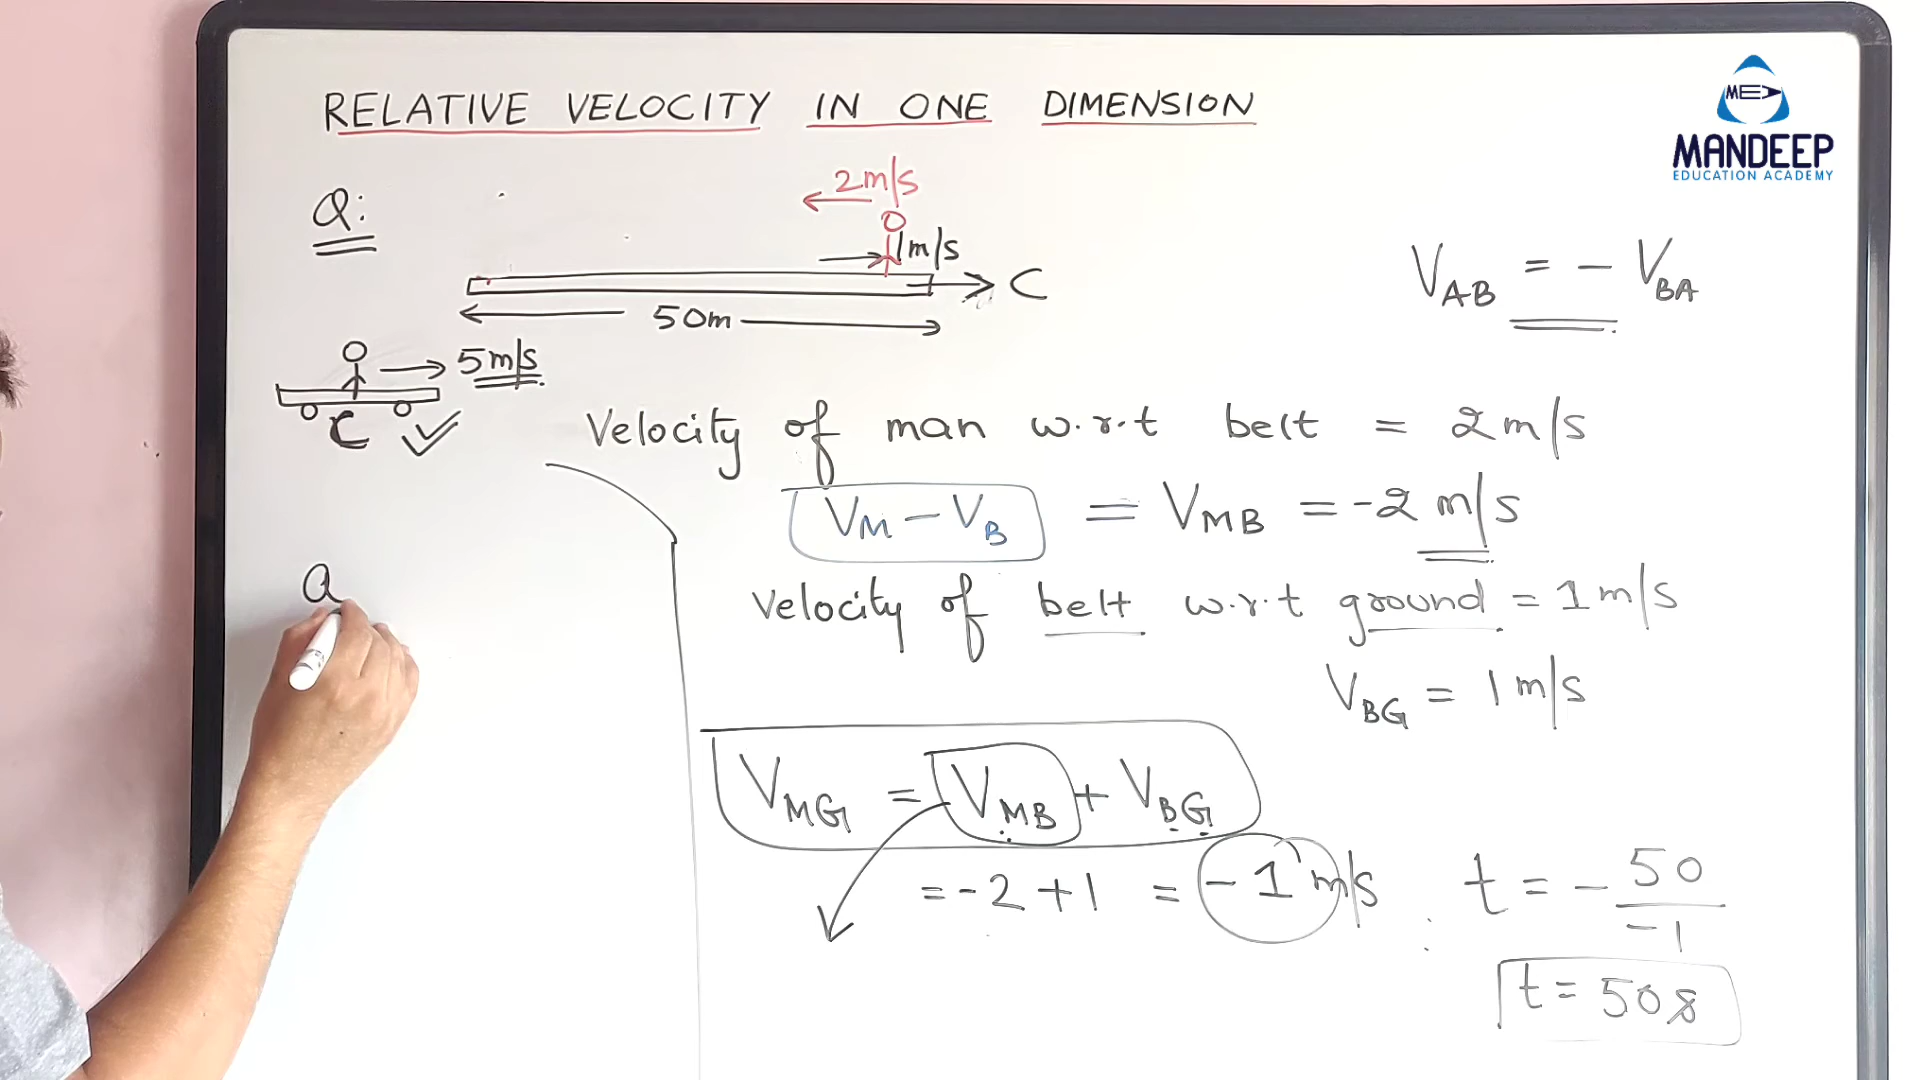 RELATIVE VELOCITY IN ONE DIMENSION
MEA
MANDEEP
EDUCATION ACADEMY
Q:
2m/s
1m/s
C
50m
V_AB = - V_BA
5m/s
C
Velocity of man w.r.t belt = 2m/s
V_M - V_B = V_MB = -2 m/s
Velocity of belt w.r.t ground = 1m/s
V_BG = 1 m/s
Q
V_MG = V_MB + V_BG
= -2 + 1 = -1 m/s
t = - 50 / -1
t = 50s